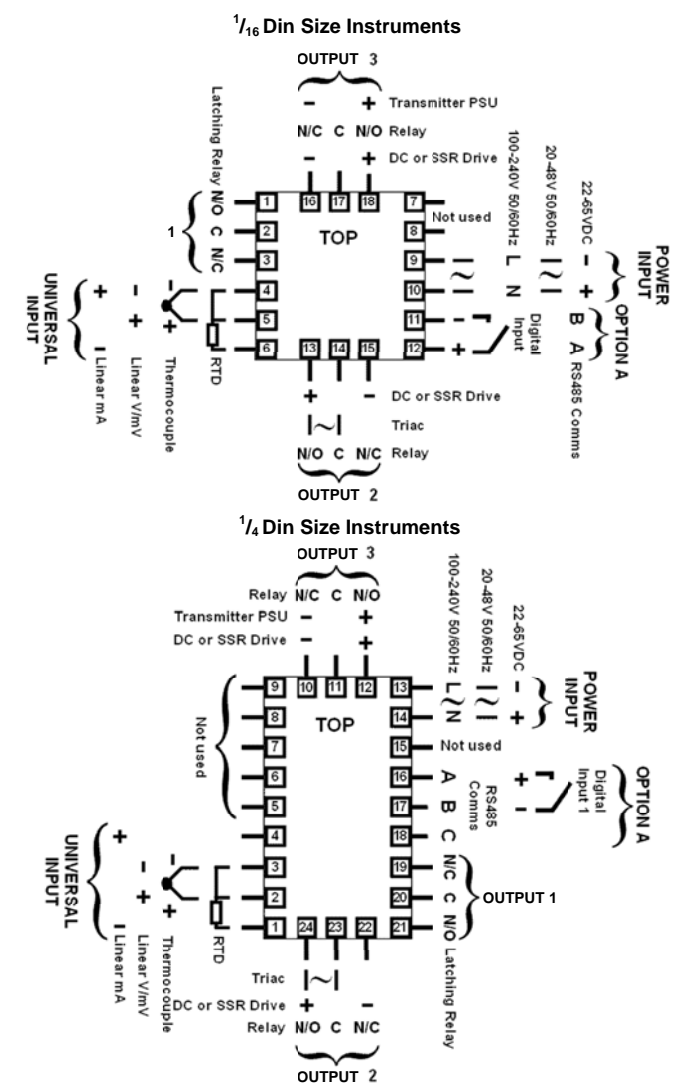 1/16 Din Size Instruments
OUTPUT 3
– + Transmitter PSU
N/C C N/O Relay
– + DC or SSR Drive
Latching Relay
N/O
C
N/C
1
1
2
3
4
5
6
16 17 18
TOP
13 14 15
7
8
9
10
11
12
Not used
L
N
100-240V 50/60Hz
20-48V 50/60Hz
22-65VDC
– +
POWER INPUT
– +
Digital Input
B A
RS485 Comms
OPTION A
UNIVERSAL INPUT
+ – Linear mA
– + Linear V/mV
– + Thermocouple
RTD
+ – DC or SSR Drive
~ Triac
N/O C N/C Relay
OUTPUT 2
1/4 Din Size Instruments
OUTPUT 3
Relay N/C C N/O
Transmitter PSU – +
DC or SSR Drive – +
9
8
7
6
5
4
3
2
1
Not used
10 11 12
TOP
24 23 22
13
14
15
16
17
18
19
20
21
100-240V 50/60Hz
L
N
20-48V 50/60Hz
22-65VDC
– +
POWER INPUT
Not used
A
B
C
RS485 Comms
+ –
Digital Input 1
OPTION A
N/C
C
N/O
Latching Relay
OUTPUT 1
UNIVERSAL INPUT
+ – Linear mA
– + Linear V/mV
– + Thermocouple
RTD
Triac ~
DC or SSR Drive + –
Relay N/O C N/C
OUTPUT 2